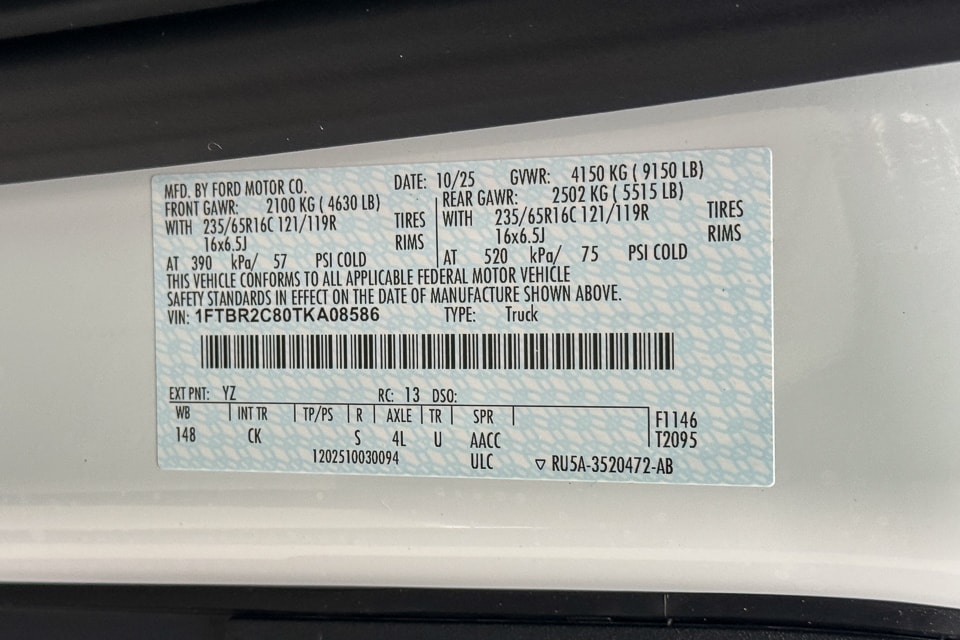 MFD. BY FORD MOTOR CO. DATE: 10/25 GVWR: 4150 KG ( 9150 LB)
FRONT GAWR: 2100 KG ( 4630 LB) REAR GAWR: 2502 KG ( 5515 LB)
WITH 235/65R16C 121/119R TIRES WITH 235/65R16C 121/119R TIRES
16x6.5J RIMS 16x6.5J RIMS
AT 390 kPa/ 57 PSI COLD AT 520 kPa/ 75 PSI COLD
THIS VEHICLE CONFORMS TO ALL APPLICABLE FEDERAL MOTOR VEHICLE
SAFETY STANDARDS IN EFFECT ON THE DATE OF MANUFACTURE SHOWN ABOVE.
VIN: 1FTBR2C80TKA08586 TYPE: Truck
EXT PNT: YZ RC: 13 DSO:
WB INT TR TP/PS R AXLE TR SPR F1146
148 CK S 4L U AACC T2095
1202510030094 ULC ▽ RU5A-3520472-AB